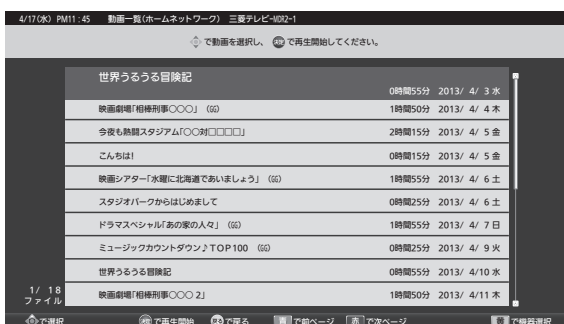 4/17(水) PM11:45 動画一覧(ホームネットワーク) 三菱テレビ-MDR2-1
で動画を選択し、 決定 で再生開始してください。
世界うるうる冒険記
0時間55分 2013/ 4/ 3 水
映画劇場「相棒刑事○○○」 (GG) 1時間50分 2013/ 4/ 4 木
今夜も熱闘スタジアム「○○対□□□□」 2時間15分 2013/ 4/ 5 金
こんちは! 0時間15分 2013/ 4/ 5 金
映画シアター「水曜に北海道であいましょう」 (GG) 1時間55分 2013/ 4/ 6 土
スタジオパークからはじめまして 0時間25分 2013/ 4/ 6 土
ドラマスペシャル「あの家の人々」 (GG) 1時間55分 2013/ 4/ 7 日
ミュージックカウントダウン♪TOP100 (GG) 0時間25分 2013/ 4/ 9 火
世界うるうる冒険記 0時間55分 2013/ 4/10 水
映画劇場「相棒刑事○○○ 2」 1時間50分 2013/ 4/11 木
1/ 18
ファイル
で選択 決定 で再生開始 戻る で戻る 青 で前ページ 赤 で次ページ で機器選択